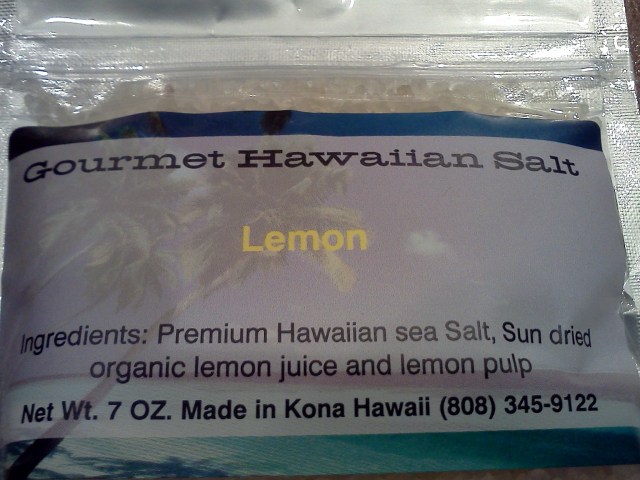 Gourmet Hawaiian Salt
Lemon
Ingredients: Premium Hawaiian sea Salt, Sun dried
organic lemon juice and lemon pulp
Net Wt. 7 OZ. Made in Kona Hawaii (808) 345-9122